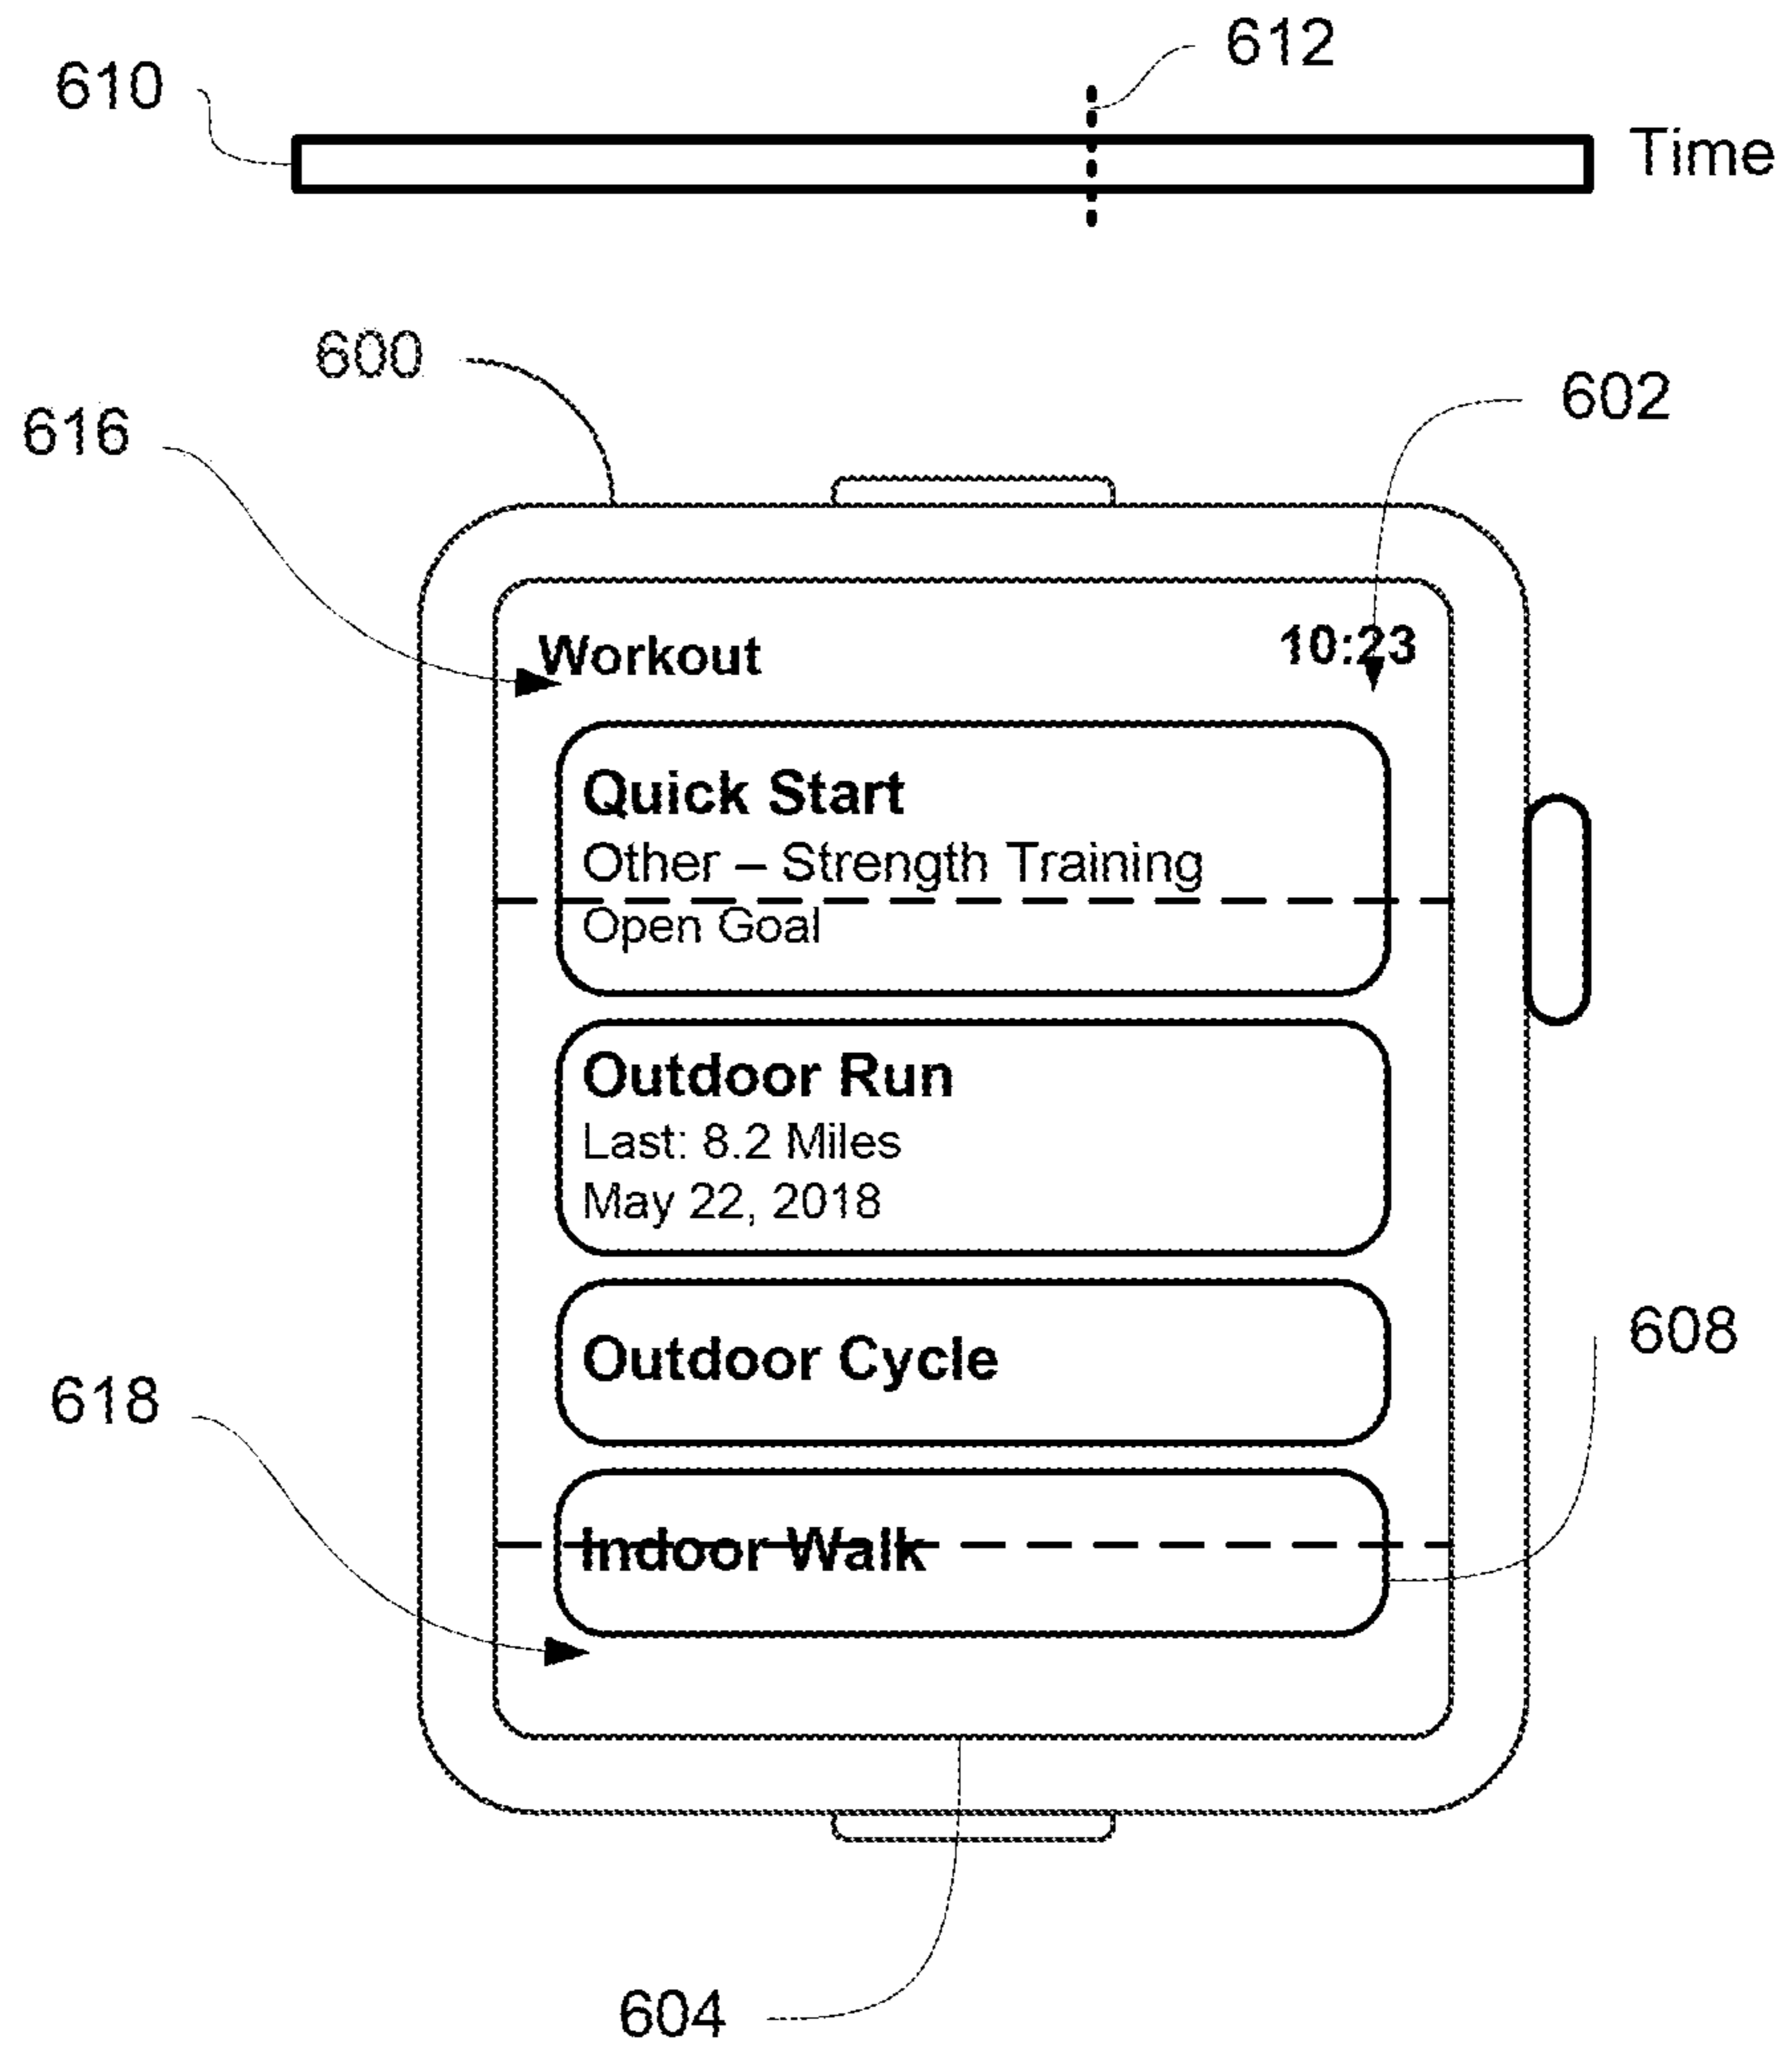 612
610
Time
600
602
616
Workout
10:23
Quick Start
Other – Strength Training
Open Goal
Outdoor Run
Last: 8.2 Miles
May 22, 2018
608
Outdoor Cycle
618
Indoor Walk
604